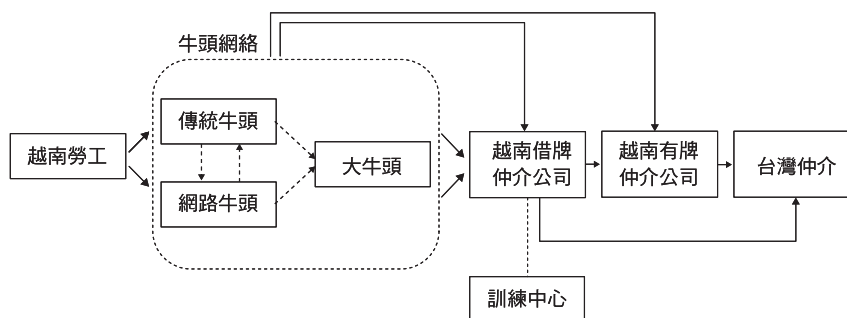 牛頭網絡
越南勞工
傳統牛頭
網路牛頭
大牛頭
越南借牌
仲介公司
越南有牌
仲介公司
台灣仲介
訓練中心